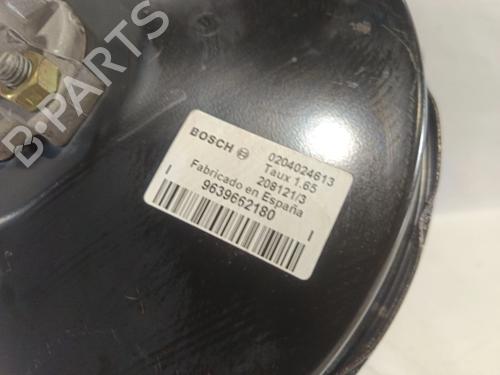 B-PARTS
BOSCH
0204024613
Taux 1.65
208121/3
Fabricado en España
9639662180